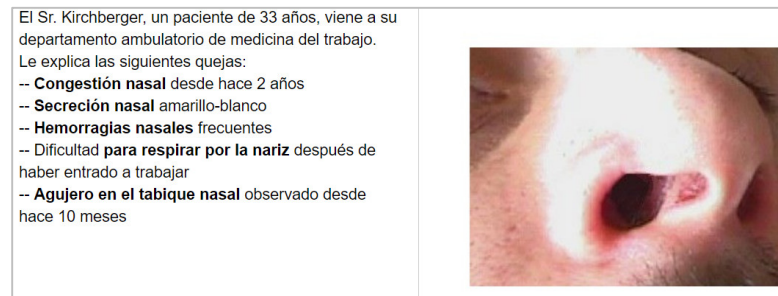 El Sr. Kirchberger, un paciente de 33 años, viene a su
departamento ambulatorio de medicina del trabajo.
Le explica las siguientes quejas:
-- Congestión nasal desde hace 2 años
-- Secreción nasal amarillo-blanco
-- Hemorragias nasales frecuentes
-- Dificultad para respirar por la nariz después de
haber entrado a trabajar
-- Agujero en el tabique nasal observado desde
hace 10 meses